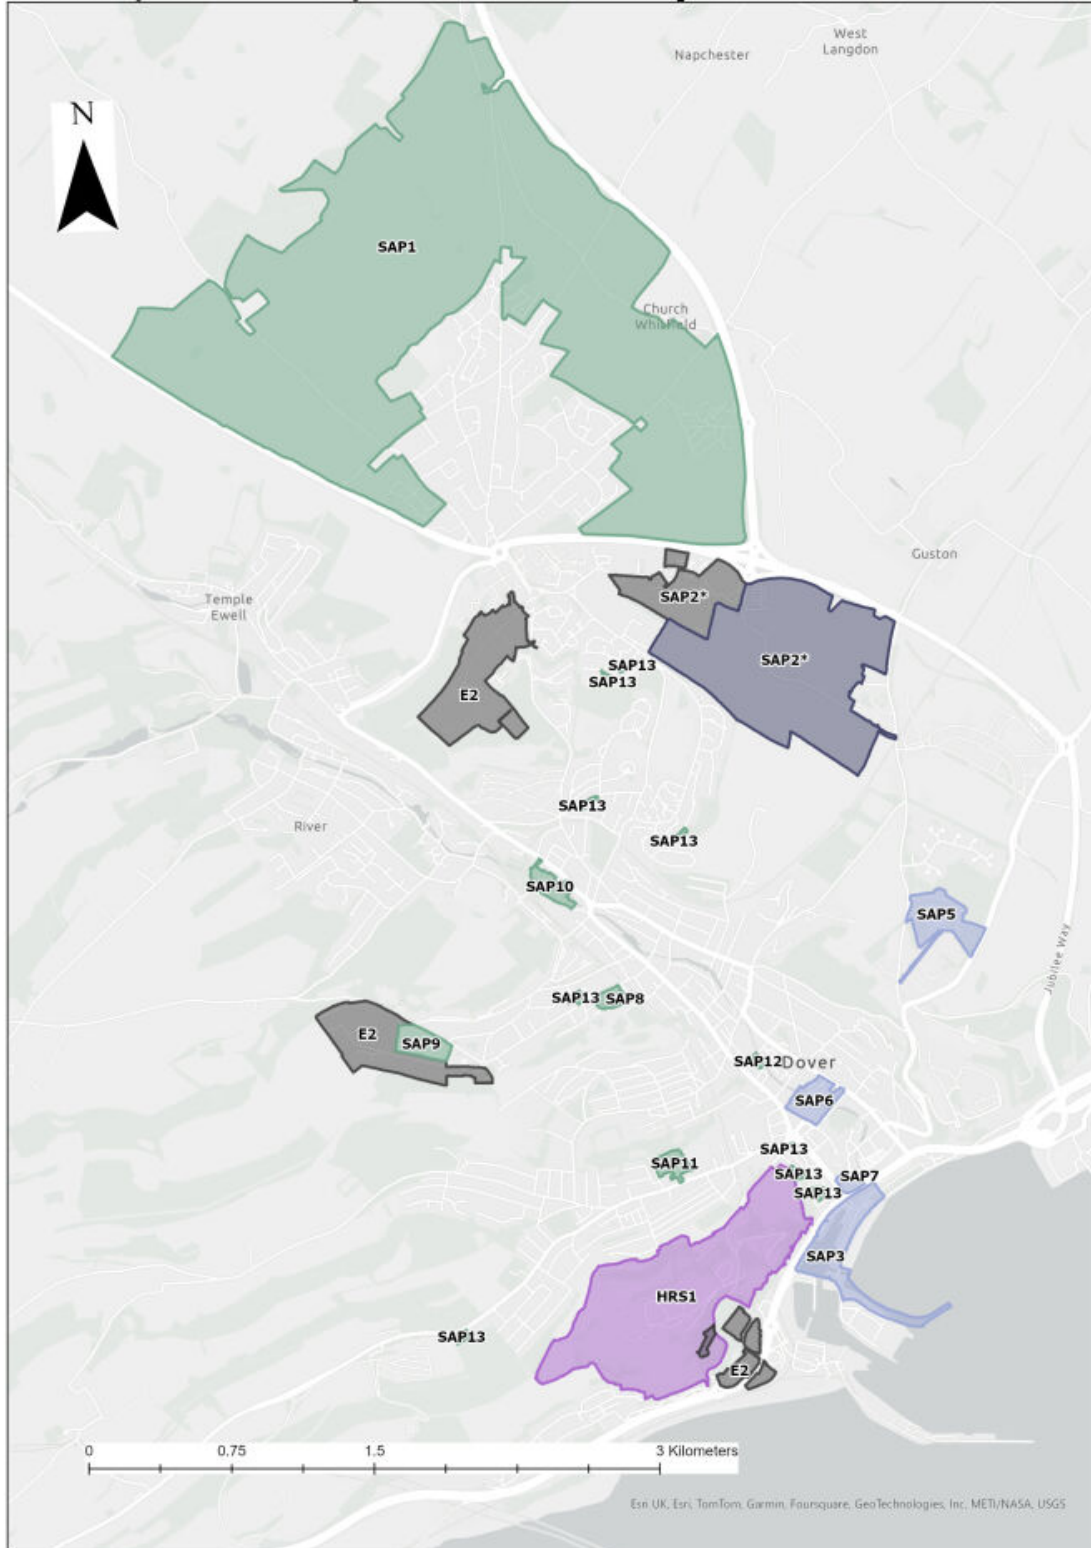 West
Langdon
Napchester
N
SAP1
Church
Whitfield
Guston
Temple
Ewell
SAP2*
SAP2*
SAP13
SAP13
E2
SAP13
River
SAP13
SAP10
SAP5
Jubilee Way
SAP13
SAP8
E2
SAP9
SAP12
Dover
SAP6
SAP13
SAP11
SAP13
SAP7
SAP13
SAP3
HRS1
SAP13
E2
0 0.75 1.5 3 Kilometers
Esri UK, Esri, TomTom, Garmin, Foursquare, GeoTechnologies, Inc, METI/NASA, USGS